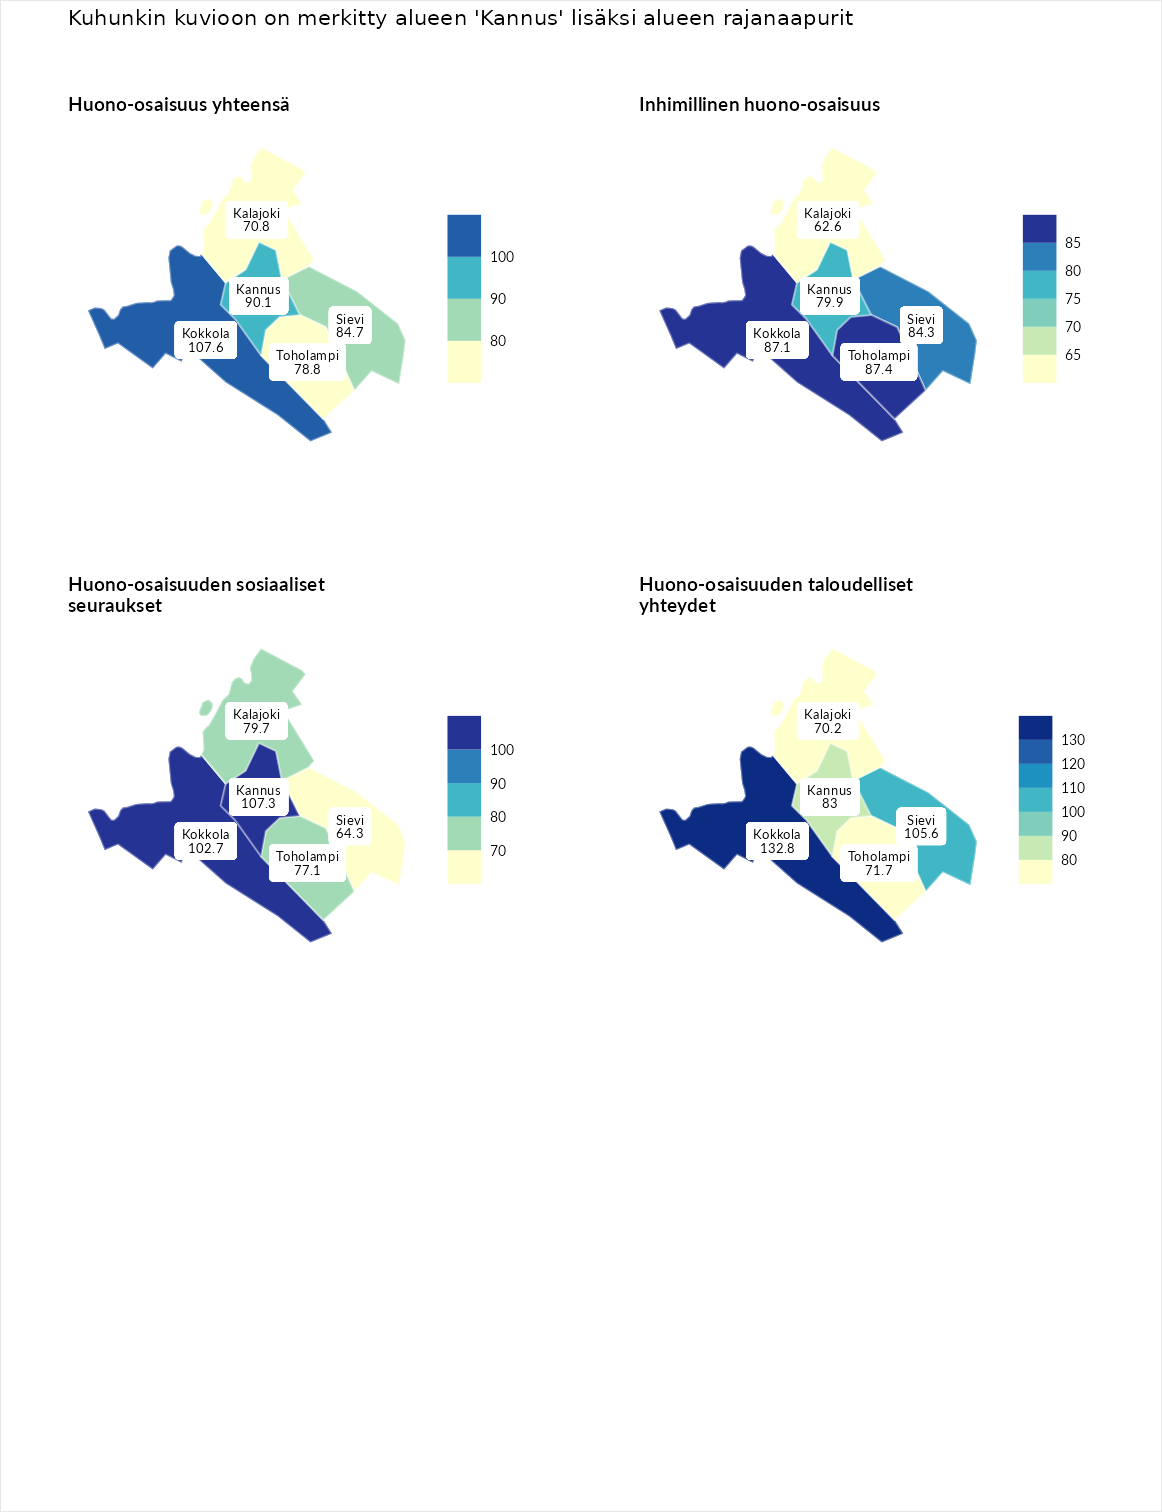 Kuhunkin kuvioon on merkitty alueen 'Kannus' lisäksi alueen rajanaapurit
Huono-osaisuus yhteensä
Kalajoki
70.8
Kannus
90.1
Sievi
84.7
Kokkola
107.6
Toholampi
78.8
100
90
80
Inhimillinen huono-osaisuus
Kalajoki
62.6
Kannus
79.9
Sievi
84.3
Kokkola
87.1
Toholampi
87.4
85
80
75
70
65
Huono-osaisuuden sosiaaliset
seuraukset
Kalajoki
79.7
Kannus
107.3
Sievi
64.3
Kokkola
102.7
Toholampi
77.1
100
90
80
70
Huono-osaisuuden taloudelliset
yhteydet
Kalajoki
70.2
Kannus
83
Sievi
105.6
Kokkola
132.8
Toholampi
71.7
130
120
110
100
90
80